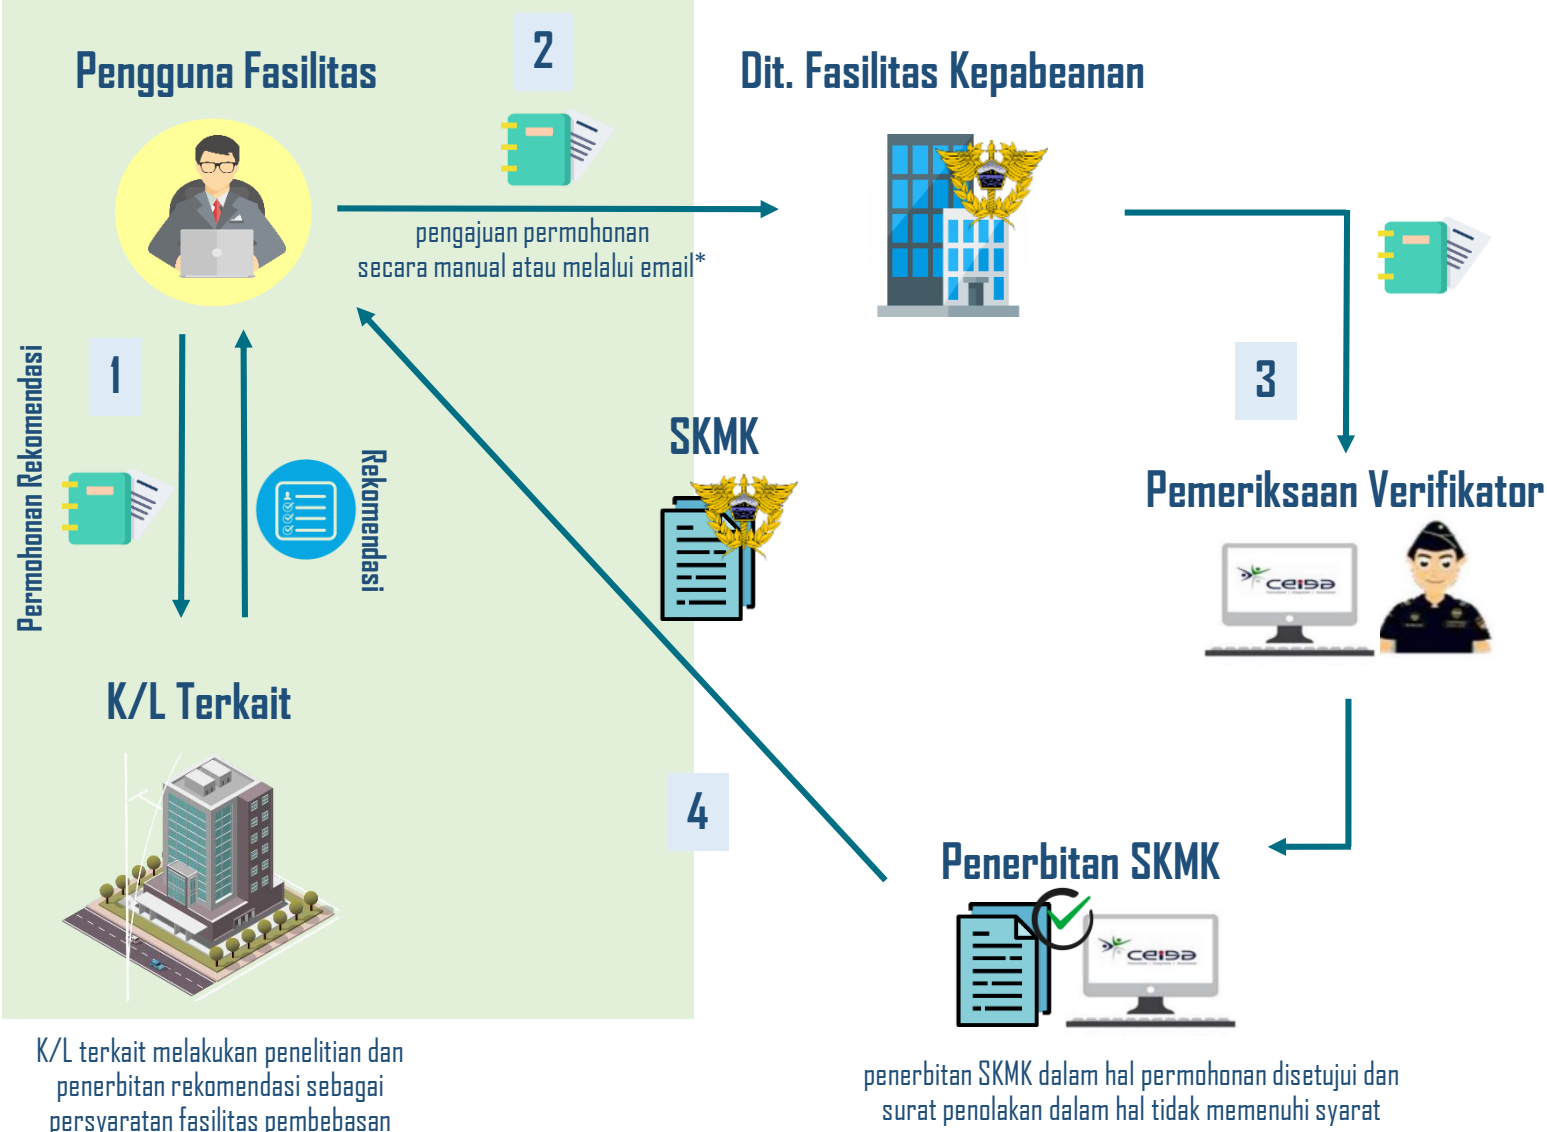 Pengguna Fasilitas
2
Dit. Fasilitas Kepabeanan
pengajuan permohonan
secara manual atau melalui email*
1
Permohonan Rekomendasi
Rekomendasi
SKMK
3
Pemeriksaan Verifikator
ceisa
K/L Terkait
4
Penerbitan SKMK
ceisa
K/L terkait melakukan penelitian dan
penerbitan rekomendasi sebagai
persyaratan fasilitas pembebasan
penerbitan SKMK dalam hal permohonan disetujui dan
surat penolakan dalam hal tidak memenuhi syarat